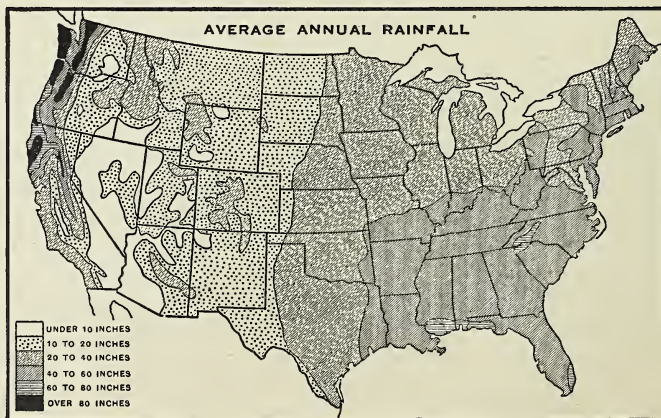 AVERAGE ANNUAL RAINFALL
UNDER 10 INCHES
10 TO 20 INCHES
20 TO 40 INCHES
40 TO 60 INCHES
60 TO 80 INCHES
OVER 80 INCHES